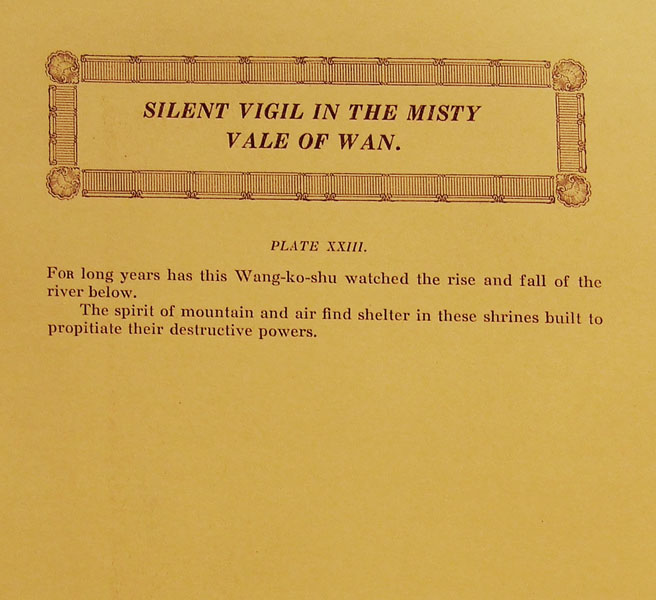 SILENT VIGIL IN THE MISTY
VALE OF WAN.
PLATE XXIII.
FOR long years has this Wang-ko-shu watched the rise and fall of the
river below.
The spirit of mountain and air find shelter in these shrines built to
propitiate their destructive powers.